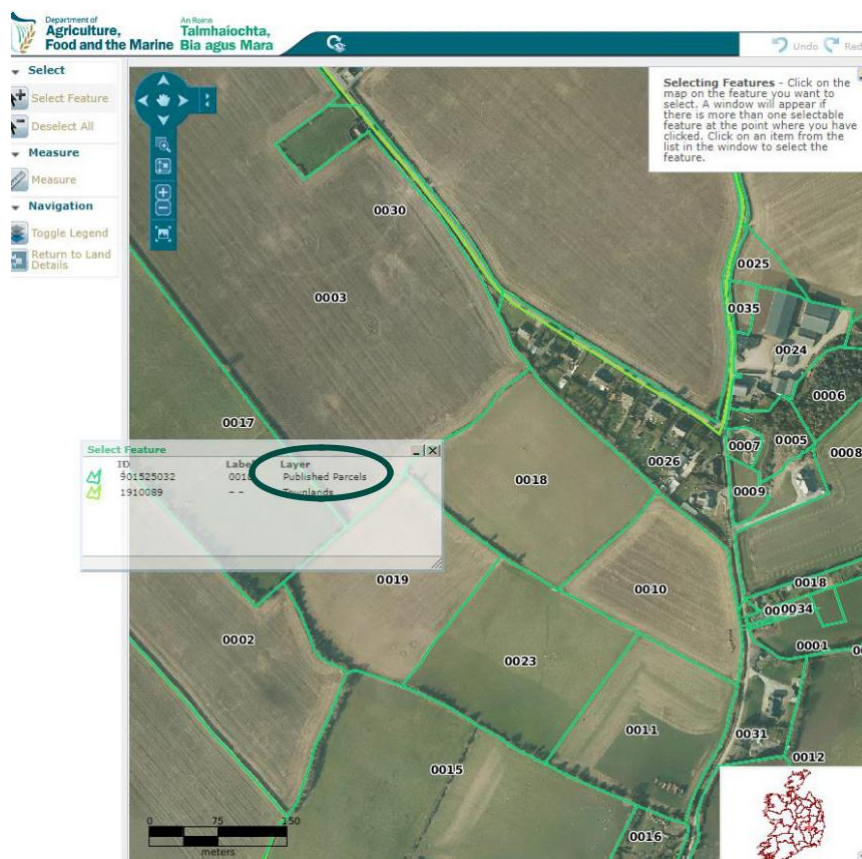 Department of
Agriculture,
Food and the Marine
An Roinn
Talmhaíochta,
Bia agus Mara
Undo
Red
Select
Select Feature
Deselect All
Measure
Measure
Navigation
Toggle Legend
Return to Land
Details
Selecting Features - Click on the
map on the feature you want to
select. A window will appear if
there is more than one selectable
feature at the point where you have
clicked. Click on an item from the
list in the window to select the
feature.
0030
0003
0025
0035
0024
0006
0017
0007
0005
0008
0026
0009
0018
Select Feature
ID Label Layer
901525032 0018 Published Parcels
1910089 - - Townlands
0019
0010
0018
0034
0002
0023
0001
0011
0031
0012
0015
0016
0 75 150
meters